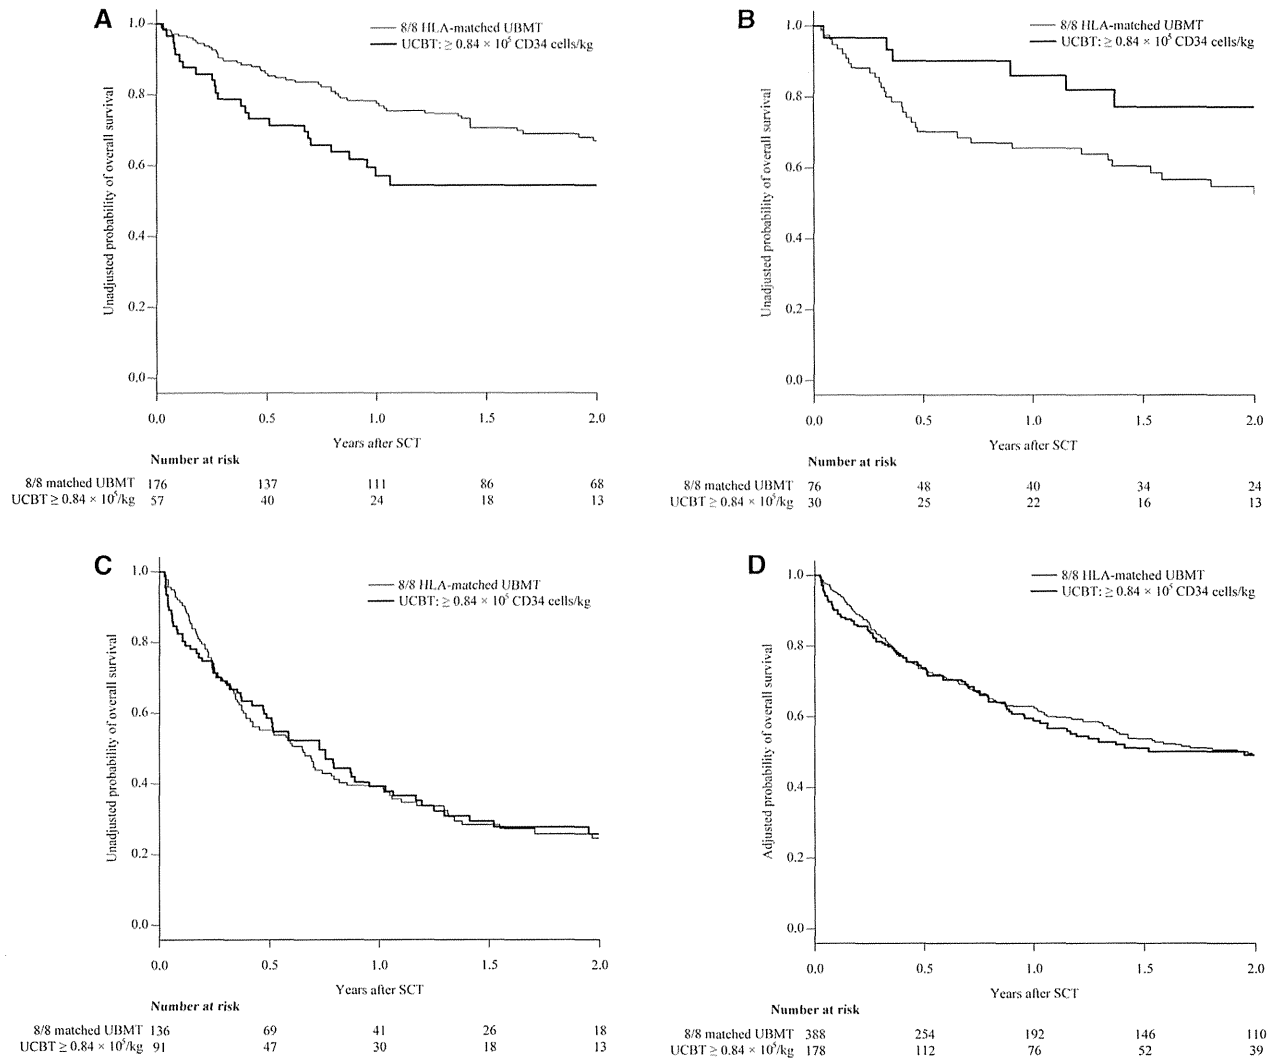 A
8/8 HLA-matched UBMT
UCBT: ≥ 0.84 × 10⁵ CD34 cells/kg
Unadjusted probability of overall survival
1.0
0.8
0.6
0.4
0.2
0.0
0.0 0.5 1.0 1.5 2.0
Years after SCT
Number at risk
8/8 matched UBMT 176 137 111 86 68
UCBT ≥ 0.84 × 10⁵/kg 57 40 24 18 13
B
8/8 HLA-matched UBMT
UCBT: ≥ 0.84 × 10⁵ CD34 cells/kg
Unadjusted probability of overall survival
1.0
0.8
0.6
0.4
0.2
0.0
0.0 0.5 1.0 1.5 2.0
Years after SCT
Number at risk
8/8 matched UBMT 76 48 40 34 24
UCBT ≥ 0.84 × 10⁵/kg 30 25 22 16 13
C
8/8 HLA-matched UBMT
UCBT: ≥ 0.84 × 10⁵ CD34 cells/kg
Unadjusted probability of overall survival
1.0
0.8
0.6
0.4
0.2
0.0
0.0 0.5 1.0 1.5 2.0
Years after SCT
Number at risk
8/8 matched UBMT 136 69 41 26 18
UCBT ≥ 0.84 × 10⁵/kg 91 47 30 18 13
D
8/8 HLA-matched UBMT
UCBT: ≥ 0.84 × 10⁵ CD34 cells/kg
Adjusted probability of overall survival
1.0
0.8
0.6
0.4
0.2
0.0
0.0 0.5 1.0 1.5 2.0
Years after SCT
Number at risk
8/8 matched UBMT 388 254 192 146 110
UCBT ≥ 0.84 × 10⁵/kg 178 112 76 52 39